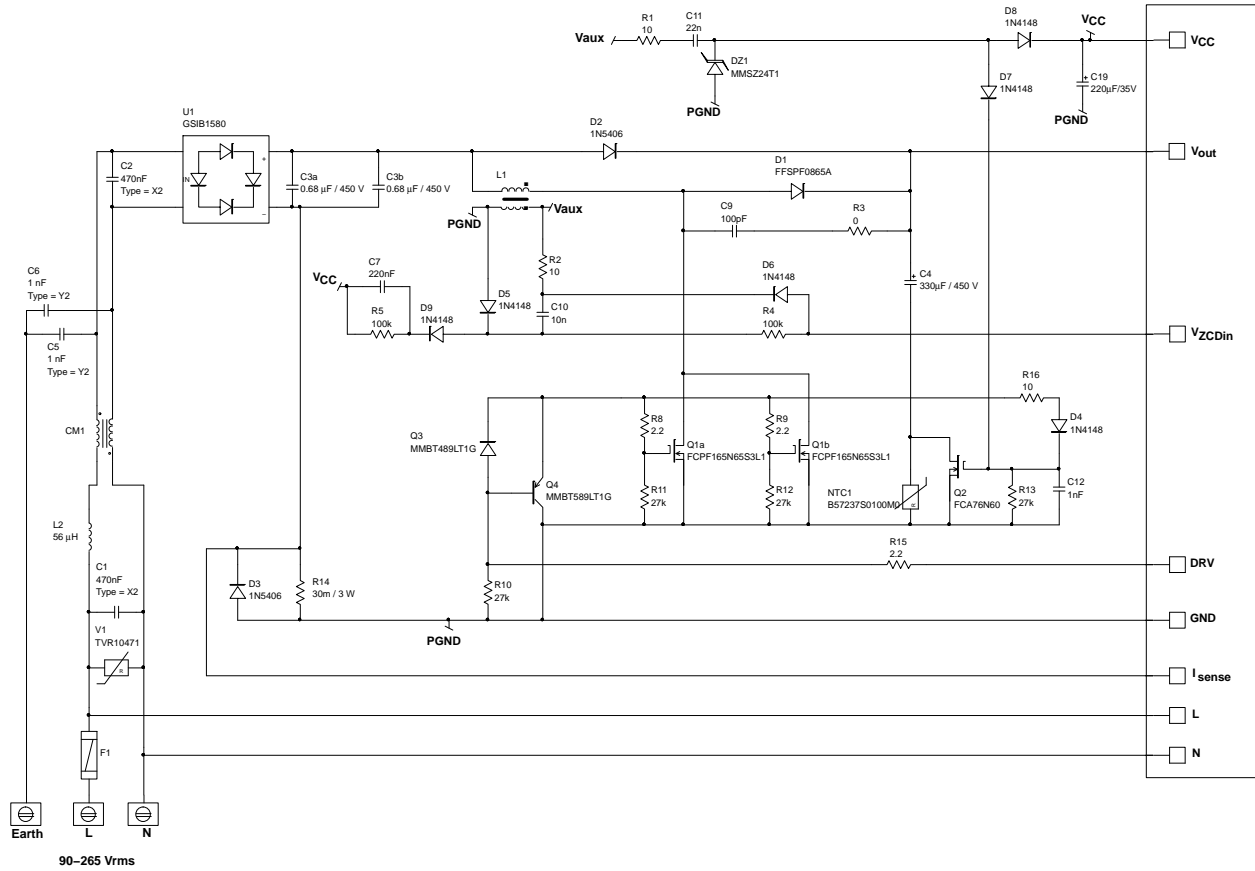 D8
1N4148
VCC
R1
10
C11
22n
Vaux
VCC
DZ1
MMSZ24T1
D7
1N4148
C19
220µF/35V
PGND
PGND
U1
GSIB1580
D2
1N5406
Vout
C2
470nF
Type = X2
IN
+
−
C3a
0.68 µF / 450 V
C3b
0.68 µF / 450 V
L1
D1
FFSPF0865A
PGND
Vaux
C9
100pF
R3
0
C6
1 nF
Type = Y2
VCC
C7
220nF
R2
10
D6
1N4148
C4
330µF / 450 V
R5
100k
D9
1N4148
D5
1N4148
C10
10n
R4
100k
VZCDin
C5
1 nF
Type = Y2
R16
10
CM1
Q3
MMBT489LT1G
R8
2.2
Q1a
FCPF165N65S3L1
R9
2.2
Q1b
FCPF165N65S3L1
D4
1N4148
Q4
MMBT589LT1G
R11
27k
R12
27k
NTC1
B57237S0100M0
R
Q2
FCA76N60
R13
27k
C12
1nF
L2
56 µH
R15
2.2
DRV
C1
470nF
Type = X2
D3
1N5406
R14
30m / 3 W
R10
27k
GND
V1
TVR10471
R
PGND
Isense
L
F1
N
Earth
L
N
90–265 Vrms